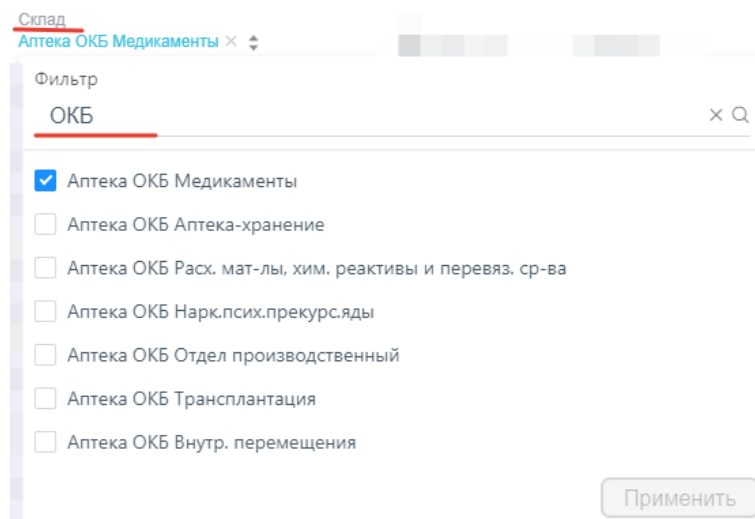 Склад
Аптека ОКБ Медикаменты
Фильтр
ОКБ
Аптека ОКБ Медикаменты
Аптека ОКБ Аптека-хранение
Аптека ОКБ Расх. мат-лы, хим. реактивы и перевяз. ср-ва
Аптека ОКБ Нарк.псих.прекурс.яды
Аптека ОКБ Отдел производственный
Аптека ОКБ Трансплантация
Аптека ОКБ Внутр. перемещения
Применить